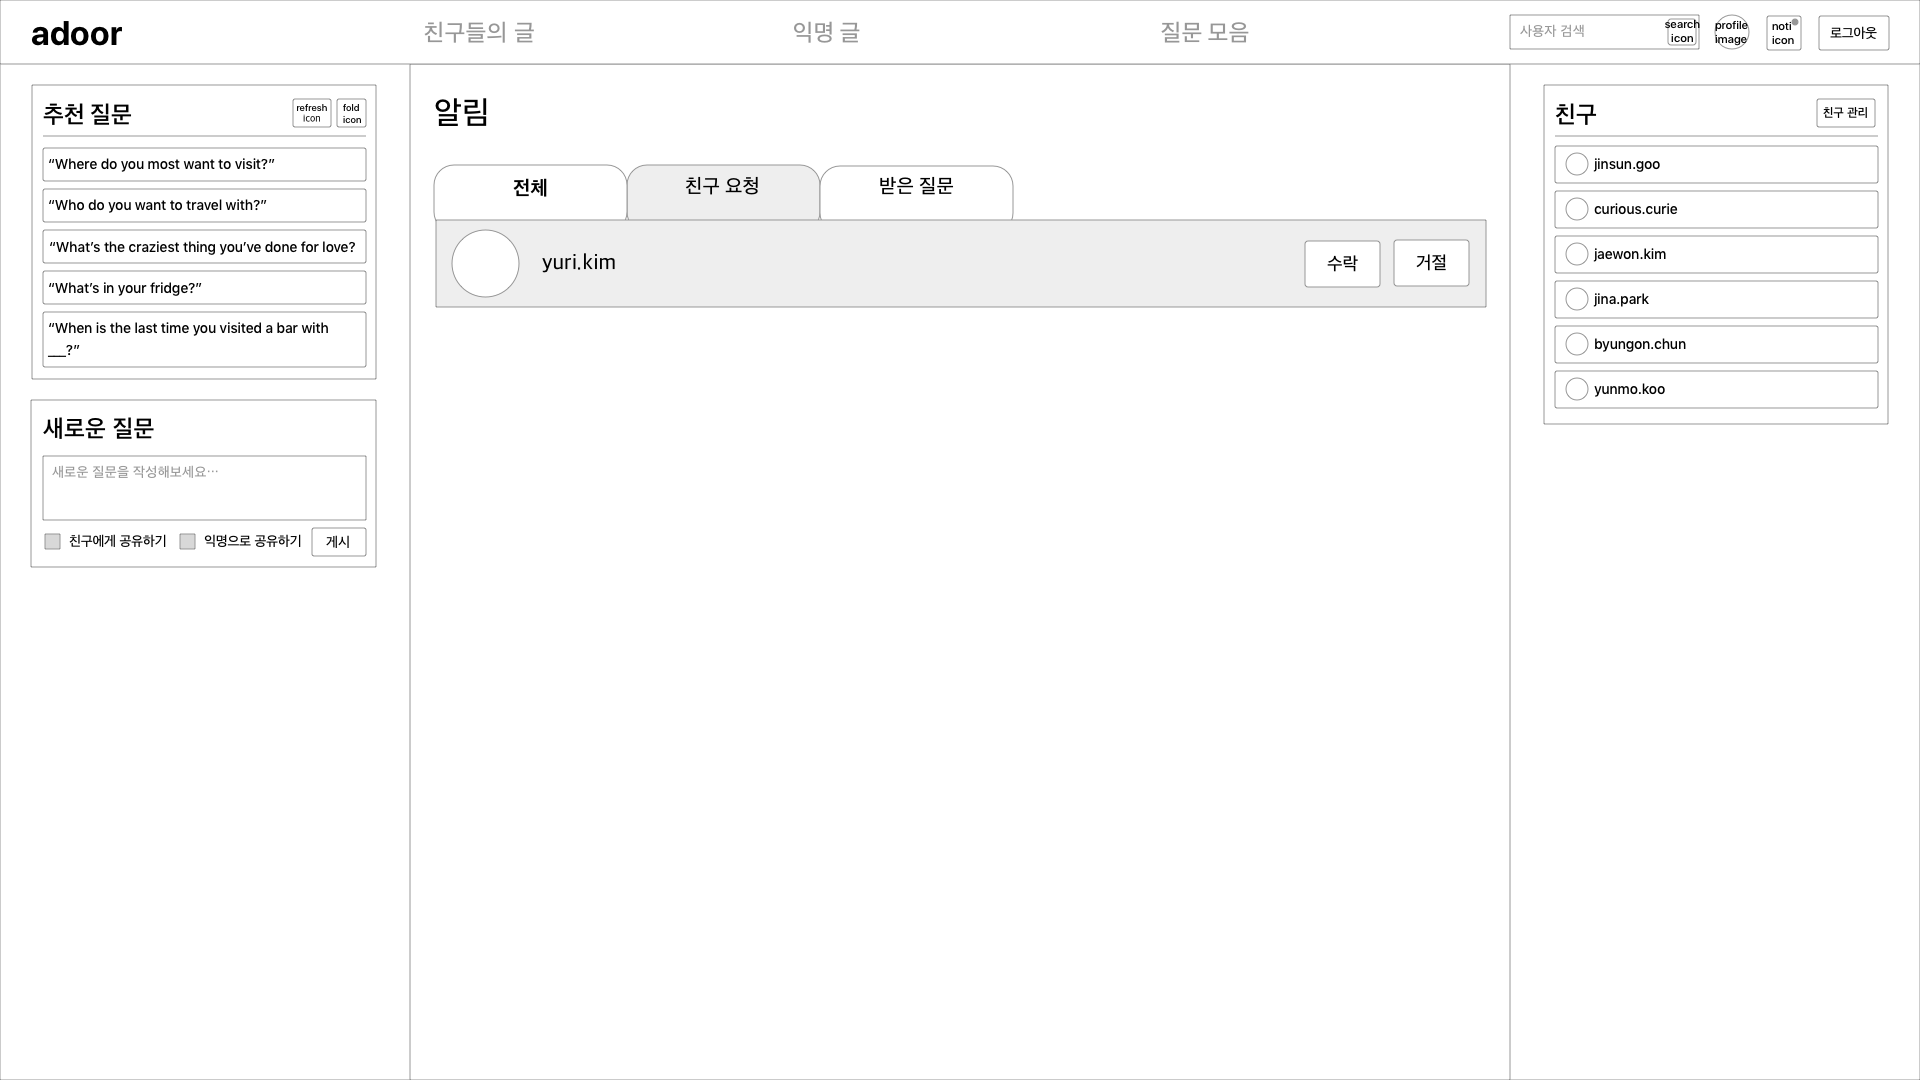 adoor
친구들의 글
익명 글
질문 모음
사용자 검색
search
icon
profile
image
noti
icon
로그아웃
추천 질문
refresh
icon
fold
icon
“Where do you most want to visit?”
“Who do you want to travel with?”
“What’s the craziest thing you’ve done for love?
“What’s in your fridge?”
“When is the last time you visited a bar with
___?”
새로운 질문
새로운 질문을 작성해보세요…
친구에게 공유하기
익명으로 공유하기
게시
알림
전체
친구 요청
받은 질문
yuri.kim
수락
거절
친구
친구 관리
jinsun.goo
curious.curie
jaewon.kim
jina.park
byungon.chun
yunmo.koo